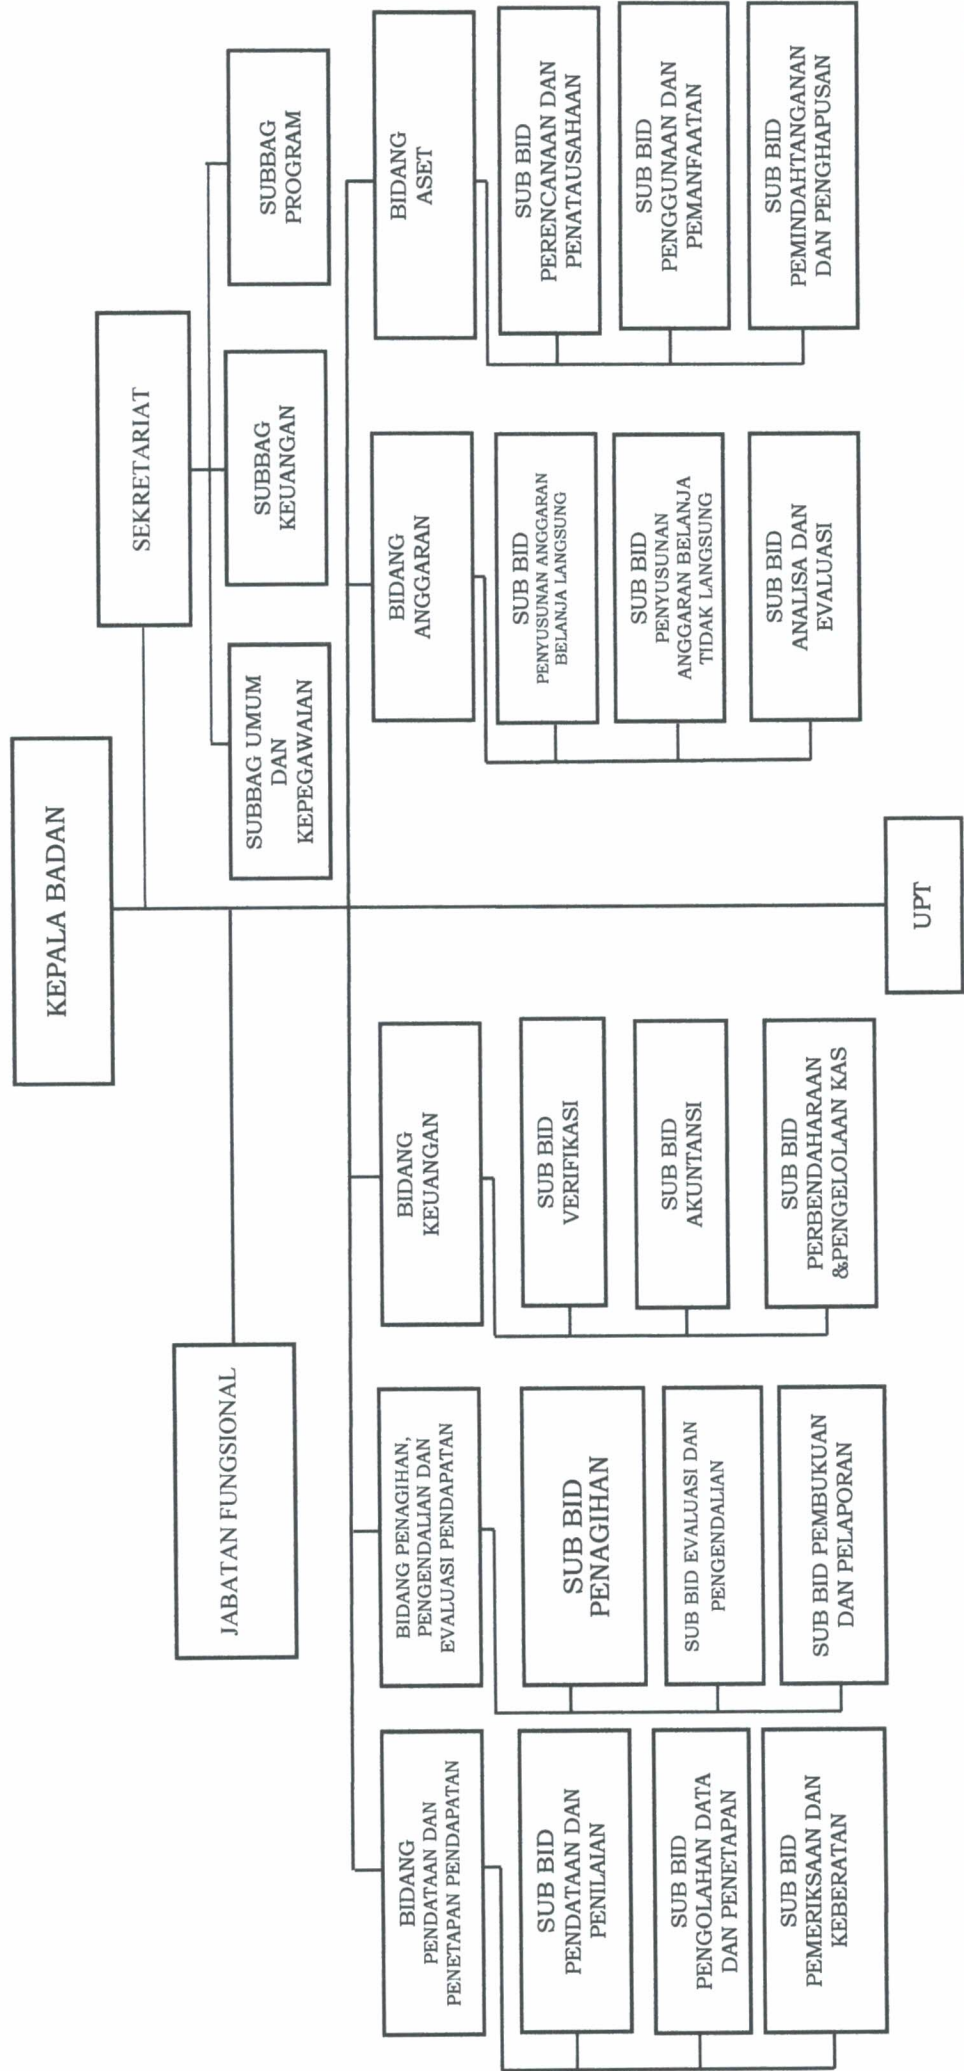 KEPALA BADAN
SEKRETARIAT
JABATAN FUNGSIONAL
SUBBAG UMUM
DAN
KEPEGAWAIAN
SUBBAG
KEUANGAN
SUBBAG
PROGRAM
BIDANG
PENDATAAN DAN
PENETAPAN PENDAPATAN
SUB BID
PENDATAAN DAN
PENILAIAN
SUB BID
PENGOLAHAN DATA
DAN PENETAPAN
SUB BID
PEMERIKSAAN DAN
KEBERATAN
BIDANG PENAGIHAN,
PENGENDALIAN DAN
EVALUASI PENDAPATAN
SUB BID
PENAGIHAN
SUB BID EVALUASI DAN
PENGENDALIAN
SUB BID PEMBUKUAN
DAN PELAPORAN
BIDANG
KEUANGAN
SUB BID
VERIFIKASI
SUB BID
AKUNTANSI
SUB BID
PERBENDAHARAAN
&PENGELOLAAN KAS
BIDANG
ANGGARAN
SUB BID
PENYUSUNAN ANGGARAN
BELANJA LANGSUNG
SUB BID
PENYUSUNAN
ANGGARAN BELANJA
TIDAK LANGSUNG
SUB BID
ANALISA DAN
EVALUASI
BIDANG
ASET
SUB BID
PERENCANAAN DAN
PENATAUSAHAAN
SUB BID
PENGGUNAAN DAN
PEMANFAATAN
SUB BID
PEMINDAHTANGANAN
DAN PENGHAPUSAN
UPT